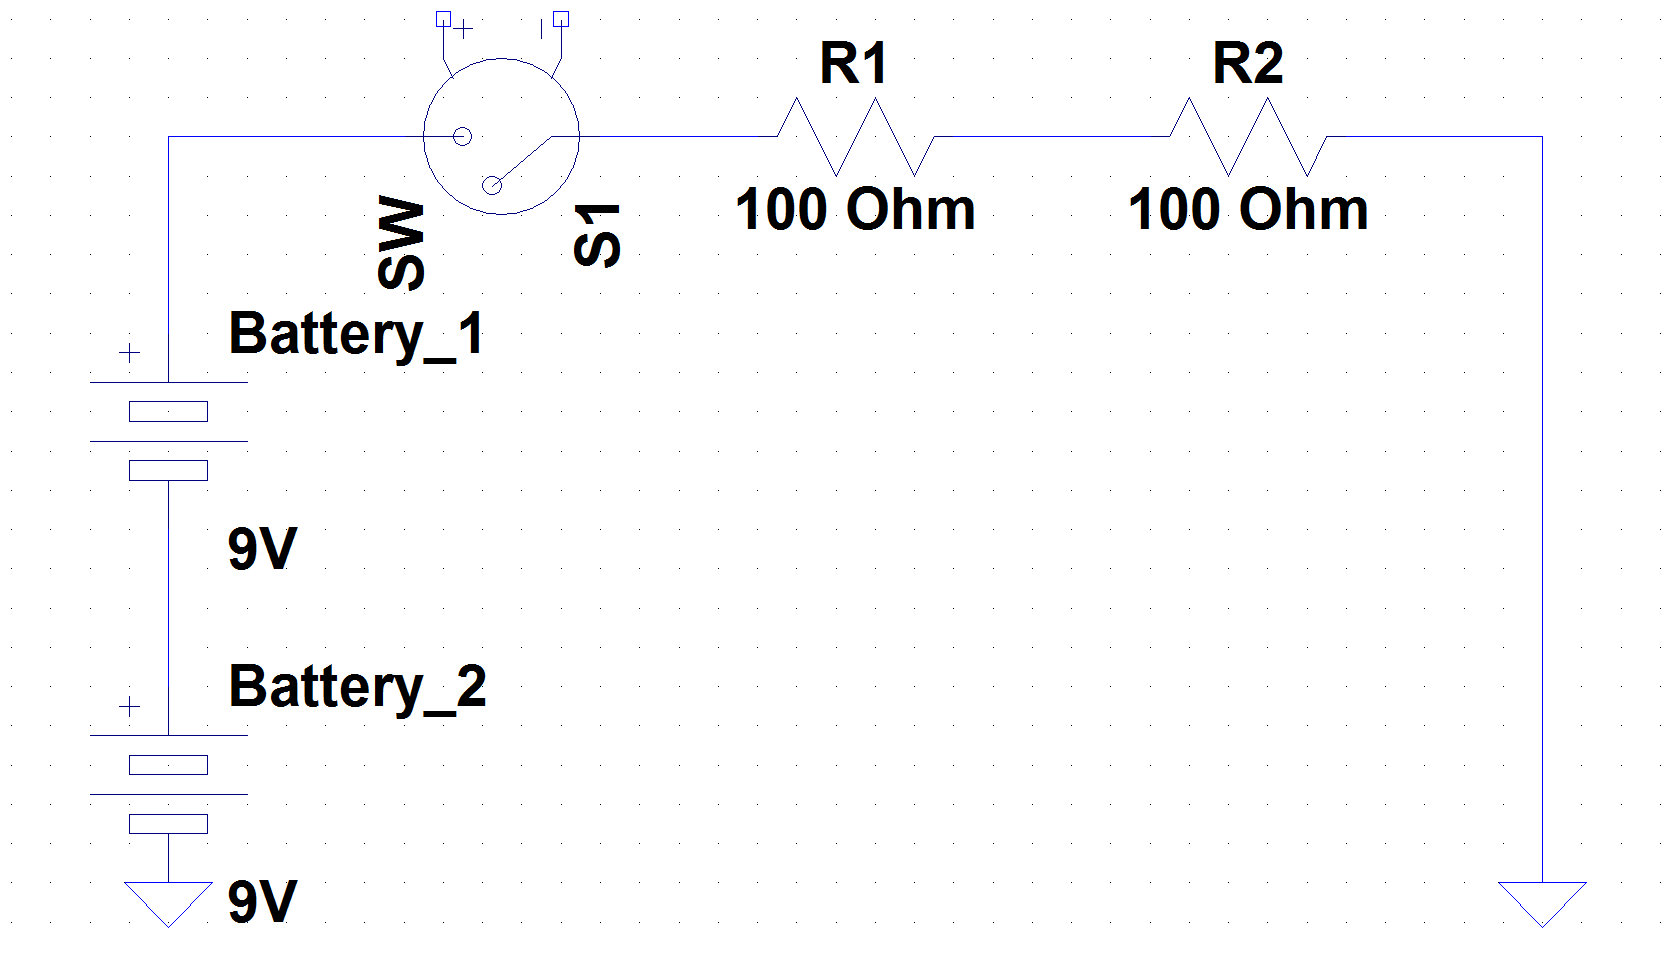 R1
R2
100 Ohm
100 Ohm
SW
S1
Battery_1
9V
Battery_2
9V